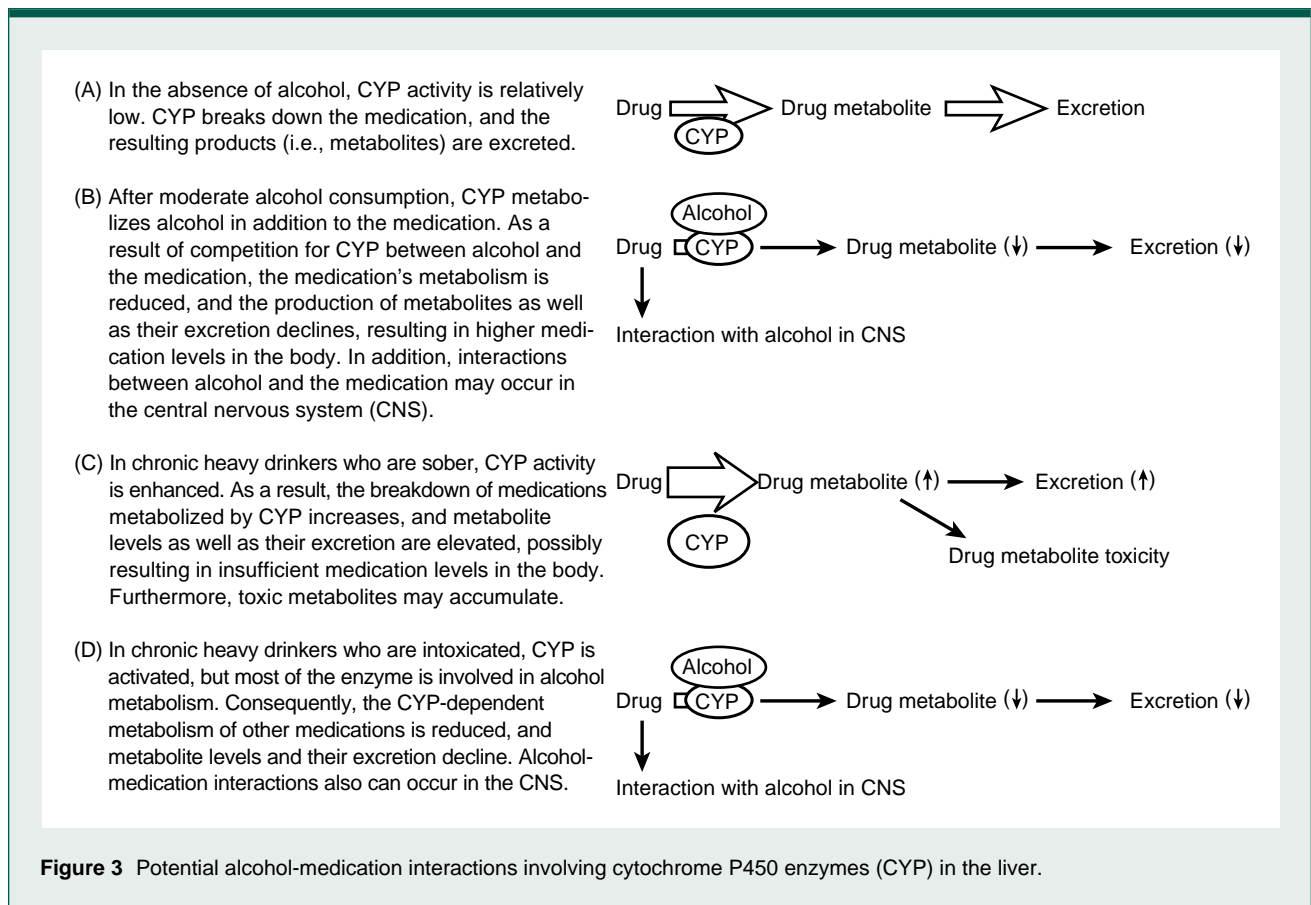 (A) In the absence of alcohol, CYP activity is relatively
low. CYP breaks down the medication, and the
resulting products (i.e., metabolites) are excreted.
Drug Drug metabolite Excretion
CYP
(B) After moderate alcohol consumption, CYP metabo-
lizes alcohol in addition to the medication. As a
result of competition for CYP between alcohol and
the medication, the medication’s metabolism is
reduced, and the production of metabolites as well
as their excretion declines, resulting in higher medi-
cation levels in the body. In addition, interactions
between alcohol and the medication may occur in
the central nervous system (CNS).
Alcohol
Drug CYP Drug metabolite (↓) Excretion (↓)
Interaction with alcohol in CNS
(C) In chronic heavy drinkers who are sober, CYP activity
is enhanced. As a result, the breakdown of medications
metabolized by CYP increases, and metabolite
levels as well as their excretion are elevated, possibly
resulting in insufficient medication levels in the body.
Furthermore, toxic metabolites may accumulate.
Drug Drug metabolite (↑) Excretion (↑)
CYP
Drug metabolite toxicity
(D) In chronic heavy drinkers who are intoxicated, CYP is
activated, but most of the enzyme is involved in alcohol
metabolism. Consequently, the CYP-dependent
metabolism of other medications is reduced, and
metabolite levels and their excretion decline. Alcohol-
medication interactions also can occur in the CNS.
Alcohol
Drug CYP Drug metabolite (↓) Excretion (↓)
Interaction with alcohol in CNS
Figure 3 Potential alcohol-medication interactions involving cytochrome P450 enzymes (CYP) in the liver.